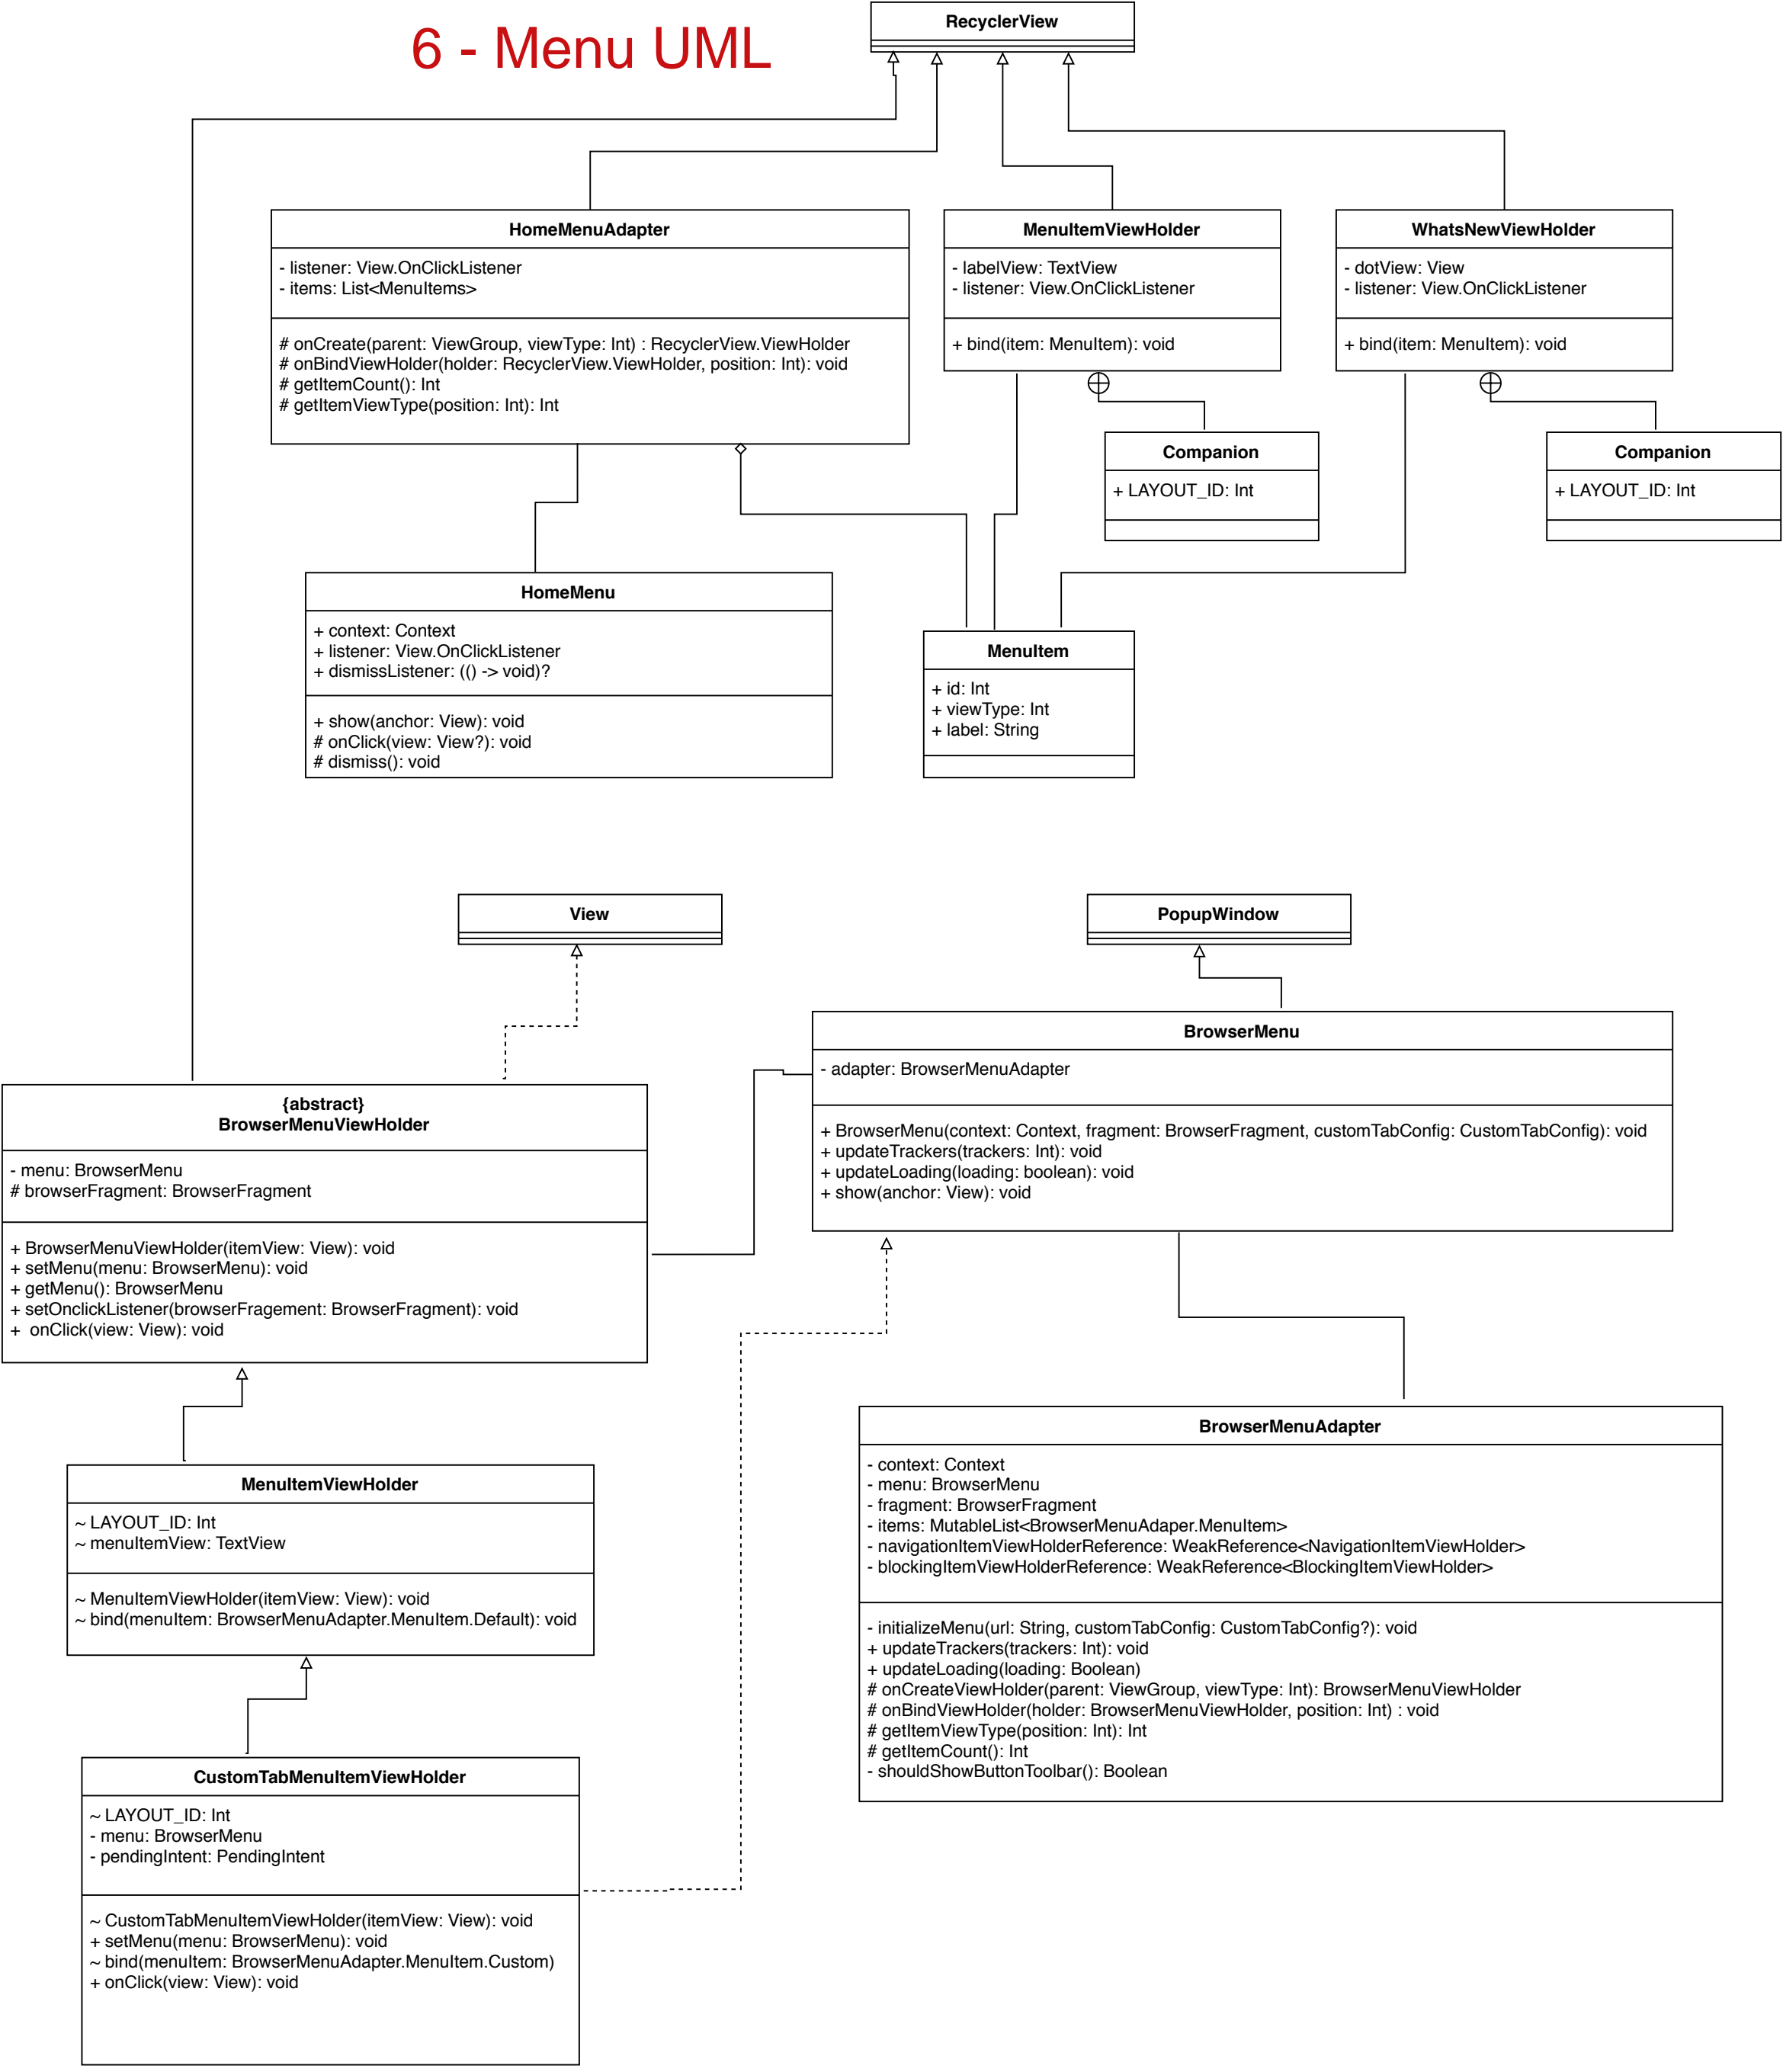 6 - Menu UML
RecyclerView
HomeMenuAdapter
- listener: View.OnClickListener
- items: List<MenuItems>
# onCreate(parent: ViewGroup, viewType: Int) : RecyclerView.ViewHolder
# onBindViewHolder(holder: RecyclerView.ViewHolder, position: Int): void
# getItemCount(): Int
# getItemViewType(position: Int): Int
MenuItemViewHolder
- labelView: TextView
- listener: View.OnClickListener
+ bind(item: MenuItem): void
WhatsNewViewHolder
- dotView: View
- listener: View.OnClickListener
+ bind(item: MenuItem): void
Companion
+ LAYOUT_ID: Int
Companion
+ LAYOUT_ID: Int
HomeMenu
+ context: Context
+ listener: View.OnClickListener
+ dismissListener: (() -> void)?
+ show(anchor: View): void
# onClick(view: View?): void
# dismiss(): void
MenuItem
+ id: Int
+ viewType: Int
+ label: String
View
PopupWindow
BrowserMenu
- adapter: BrowserMenuAdapter
+ BrowserMenu(context: Context, fragment: BrowserFragment, customTabConfig: CustomTabConfig): void
+ updateTrackers(trackers: Int): void
+ updateLoading(loading: boolean): void
+ show(anchor: View): void
{abstract}
BrowserMenuViewHolder
- menu: BrowserMenu
# browserFragment: BrowserFragment
+ BrowserMenuViewHolder(itemView: View): void
+ setMenu(menu: BrowserMenu): void
+ getMenu(): BrowserMenu
+ setOnclickListener(browserFragement: BrowserFragment): void
+  onClick(view: View): void
BrowserMenuAdapter
- context: Context
- menu: BrowserMenu
- fragment: BrowserFragment
- items: MutableList<BrowserMenuAdaper.MenuItem>
- navigationItemViewHolderReference: WeakReference<NavigationItemViewHolder>
- blockingItemViewHolderReference: WeakReference<BlockingItemViewHolder>
- initializeMenu(url: String, customTabConfig: CustomTabConfig?): void
+ updateTrackers(trackers: Int): void
+ updateLoading(loading: Boolean)
# onCreateViewHolder(parent: ViewGroup, viewType: Int): BrowserMenuViewHolder
# onBindViewHolder(holder: BrowserMenuViewHolder, position: Int) : void
# getItemViewType(position: Int): Int
# getItemCount(): Int
- shouldShowButtonToolbar(): Boolean
MenuItemViewHolder
~ LAYOUT_ID: Int
~ menuItemView: TextView
~ MenuItemViewHolder(itemView: View): void
~ bind(menuItem: BrowserMenuAdapter.MenuItem.Default): void
CustomTabMenuItemViewHolder
~ LAYOUT_ID: Int
- menu: BrowserMenu
- pendingIntent: PendingIntent
~ CustomTabMenuItemViewHolder(itemView: View): void
+ setMenu(menu: BrowserMenu): void
~ bind(menuItem: BrowserMenuAdapter.MenuItem.Custom)
+ onClick(view: View): void